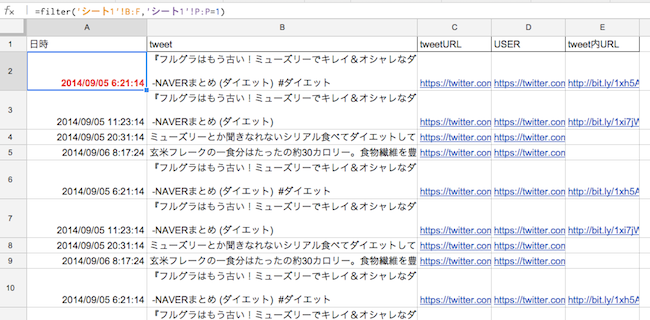 fx =filter('シート1'!B:F,'シート1'!P:P=1)
A B C D E
1 日時 tweet tweetURL USER tweet内URL
『フルグラはもう古い！ミューズリーでキレイ＆オシャレなダ
2 2014/09/05 6:21:14 -NAVERまとめ (ダイエット) #ダイエット https://twitter.com https://twitter.com http://bit.ly/1xh5A
『フルグラはもう古い！ミューズリーでキレイ＆オシャレなダ
3 2014/09/05 11:23:14 -NAVERまとめ (ダイエット) https://twitter.com https://twitter.com http://bit.ly/1xi7jW
4 2014/09/05 20:31:14 ミューズリーとか聞きなれないシリアル食べてダイエットして https://twitter.com https://twitter.com
5 2014/09/06 8:17:24 玄米フレークの一食分はたったの約30カロリー。食物繊維を豊 https://twitter.com https://twitter.com
『フルグラはもう古い！ミューズリーでキレイ＆オシャレなダ
6 2014/09/05 6:21:14 -NAVERまとめ (ダイエット) #ダイエット https://twitter.com https://twitter.com http://bit.ly/1xh5A
『フルグラはもう古い！ミューズリーでキレイ＆オシャレなダ
7 2014/09/05 11:23:14 -NAVERまとめ (ダイエット) https://twitter.com https://twitter.com http://bit.ly/1xi7jW
8 2014/09/05 20:31:14 ミューズリーとか聞きなれないシリアル食べてダイエットして https://twitter.com https://twitter.com
9 2014/09/06 8:17:24 玄米フレークの一食分はたったの約30カロリー。食物繊維を豊 https://twitter.com https://twitter.com
『フルグラはもう古い！ミューズリーでキレイ＆オシャレなダ
10 2014/09/05 6:21:14 -NAVERまとめ (ダイエット) #ダイエット https://twitter.com https://twitter.com http://bit.ly/1xh5A
『フルグラはもう古い！ミューズリーでキレイ＆オシャレなダ